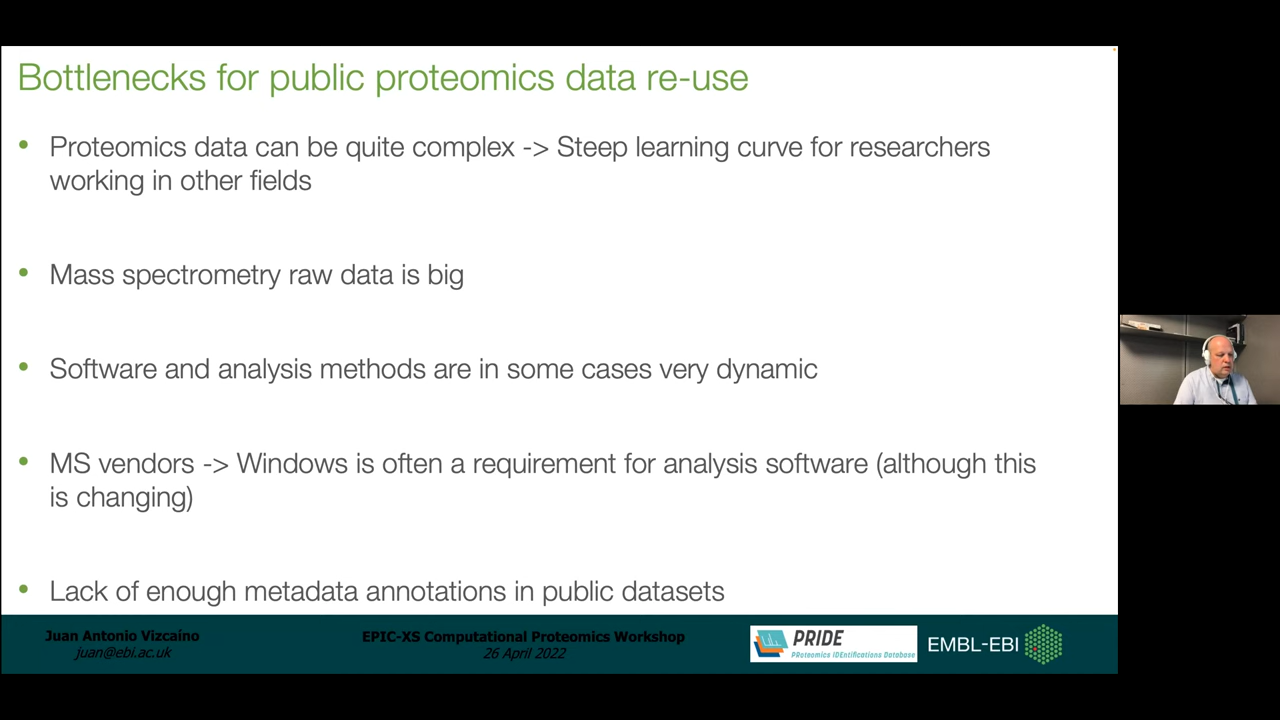 Bottlenecks for public proteomics data re-use
• Proteomics data can be quite complex -> Steep learning curve for researchers
working in other fields
• Mass spectrometry raw data is big
• Software and analysis methods are in some cases very dynamic
• MS vendors -> Windows is often a requirement for analysis software (although this
is changing)
• Lack of enough metadata annotations in public datasets
Juan Antonio Vizcaíno
juan@ebi.ac.uk
EPIC-XS Computational Proteomics Workshop
26 April 2022
PRIDE
PRoteomics IDEntifications Database
EMBL-EBI